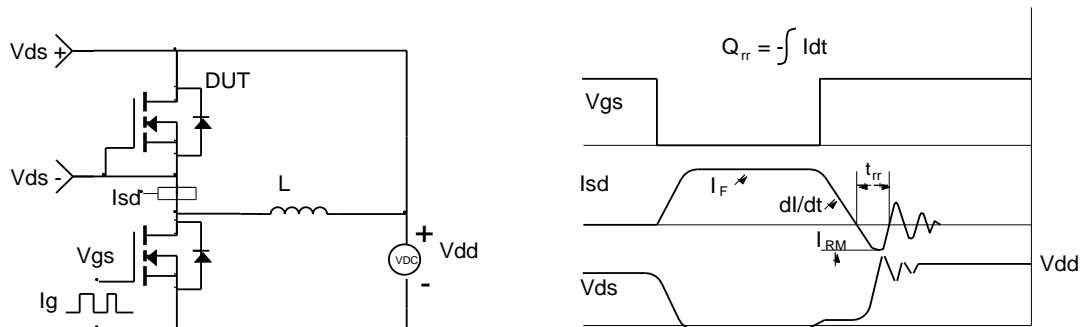 Vds +
DUT
Vds -
Isd
L
Vgs
Ig
+
VDC
-
Vdd
Qrr = -∫ Idt
Vgs
Isd
IF
dI/dt
trr
IRM
Vds
Vdd